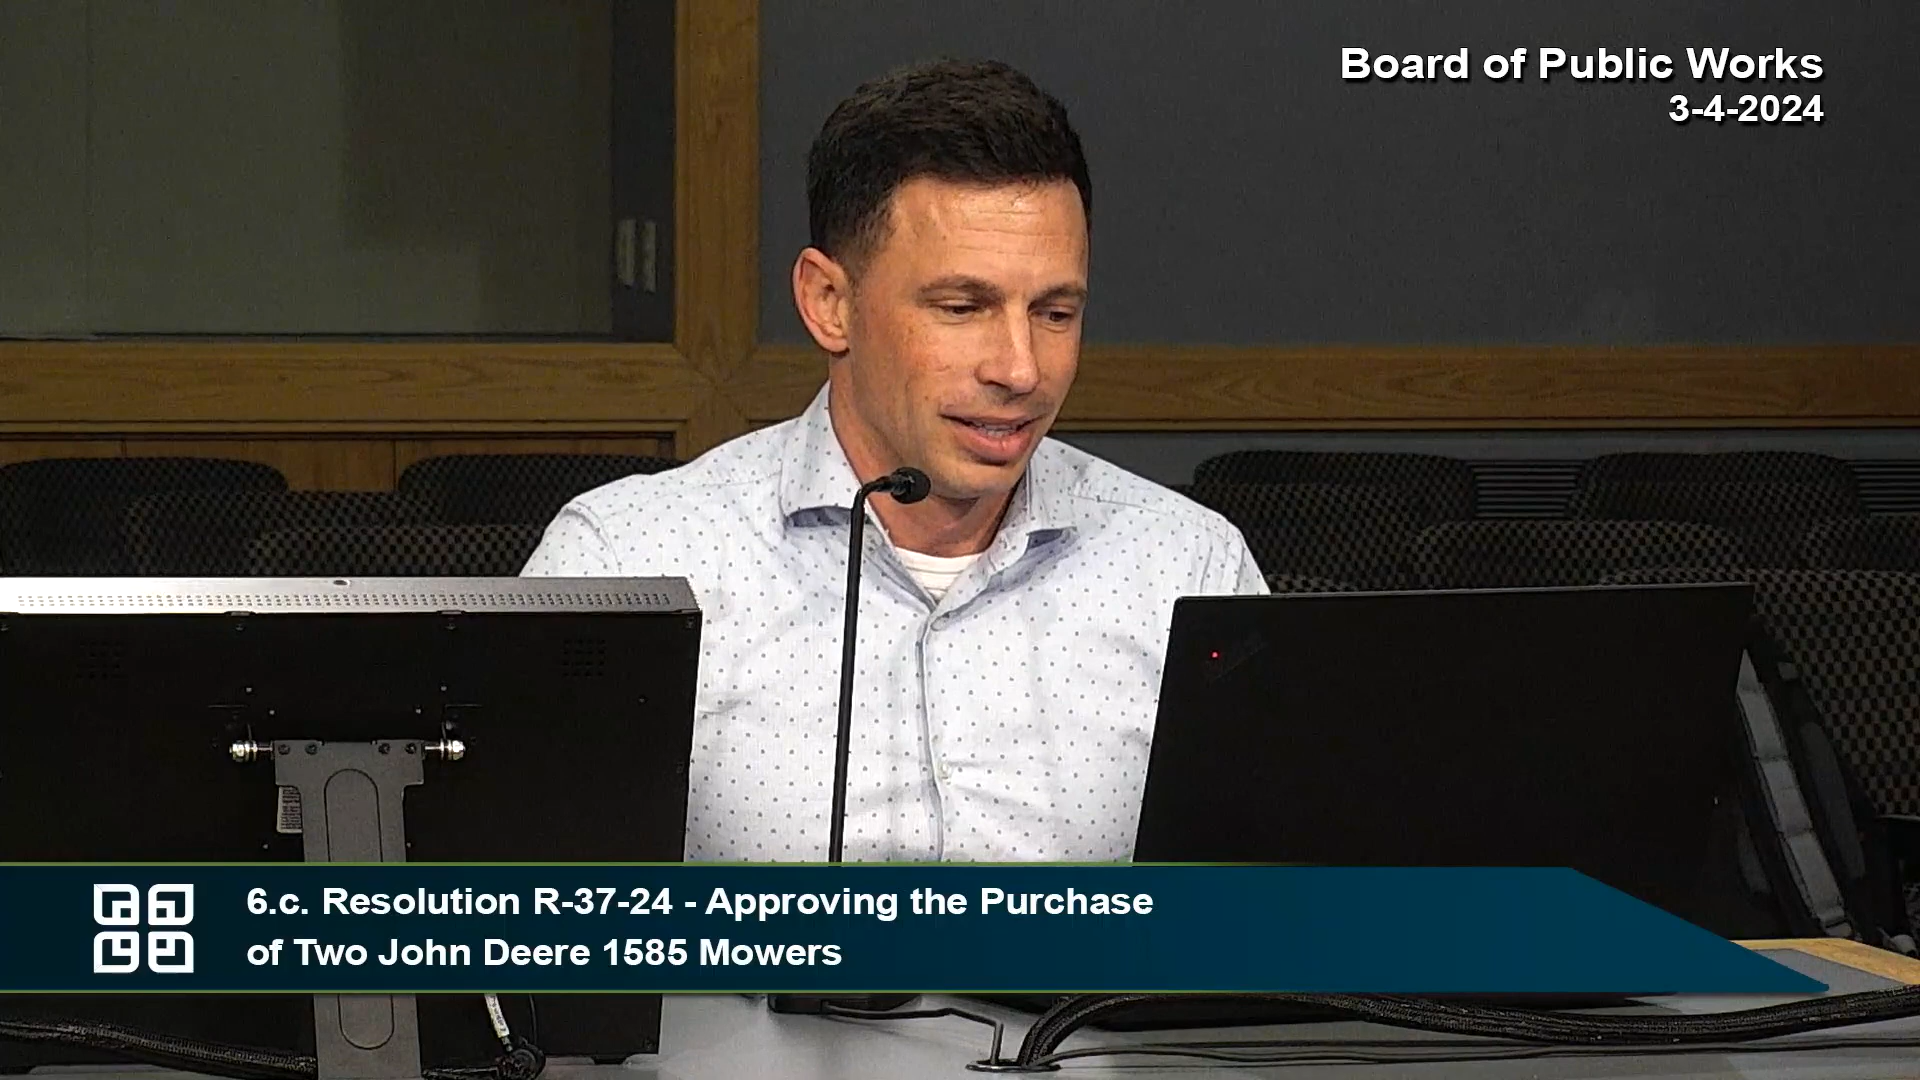 Board of Public Works
3-4-2024
6.c. Resolution R-37-24 - Approving the Purchase
of Two John Deere 1585 Mowers